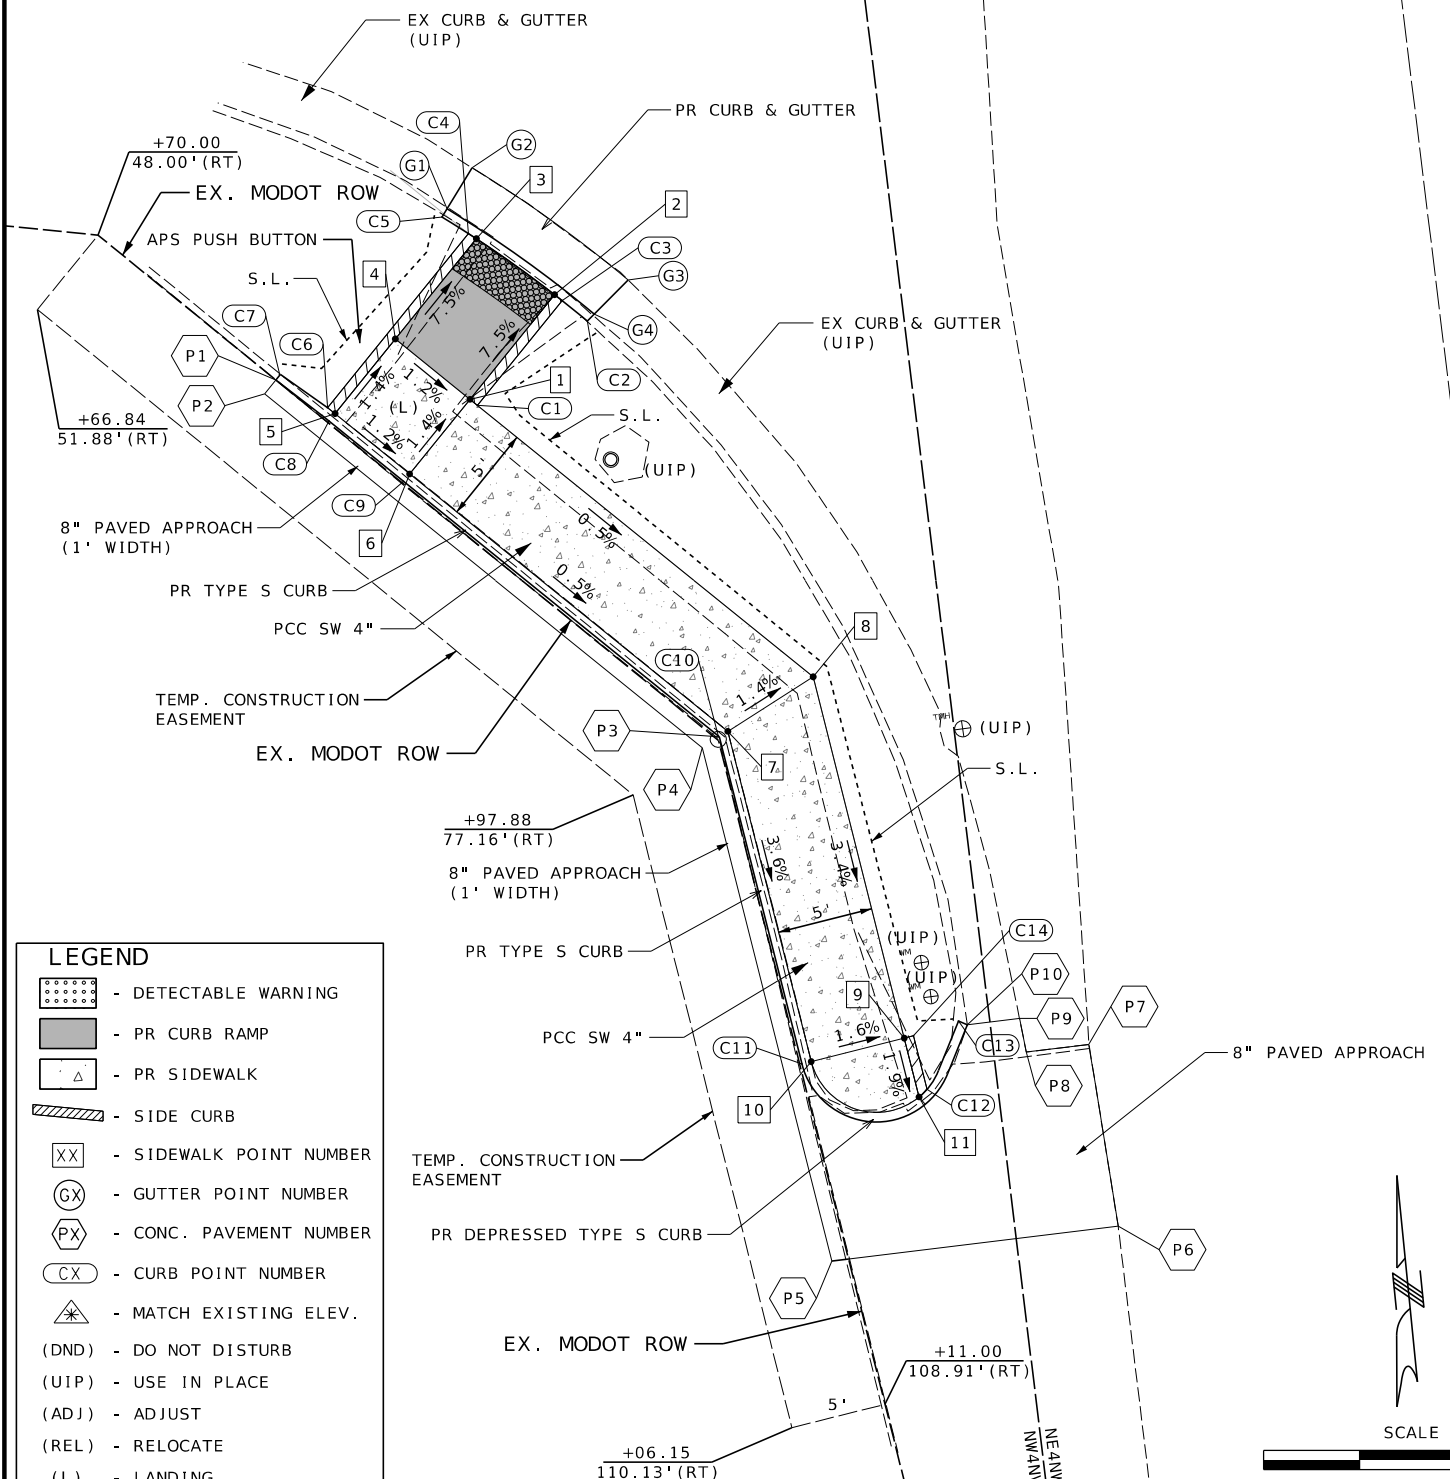 EX CURB & GUTTER
(UIP)
PR CURB & GUTTER
C4
G2
G1
3
+70.00
48.00'(RT)
EX. MODOT ROW
C5
2
APS PUSH BUTTON
C3
4
S.L.
G3
C7
G4
EX CURB & GUTTER
(UIP)
C6
P1
7.5%
7.5%
C2
1
P2
1.2%
1.4%
(L)
C1
+66.84
51.88'(RT)
5
1.2%
1.4%
S.L.
C8
5'
(UIP)
C9
8" PAVED APPROACH
(1' WIDTH)
6
0.5%
0.5%
PR TYPE S CURB
PCC SW 4"
8
C10
1.4%
TEMP. CONSTRUCTION
EASEMENT
P3
TMH
(UIP)
EX. MODOT ROW
7
S.L.
P4
+97.88
77.16'(RT)
8" PAVED APPROACH
(1' WIDTH)
3.6%
3.4%
5'
PR TYPE S CURB
(UIP)
C14
WM
(UIP)
WM
P10
9
P7
P9
PCC SW 4"
1.6%
C13
C11
8" PAVED APPROACH
1.9%
P8
10
C12
11
TEMP. CONSTRUCTION
EASEMENT
PR DEPRESSED TYPE S CURB
P6
P5
EX. MODOT ROW
+11.00
108.91'(RT)
5'
+06.15
110.13'(RT)
NE4NW
NW4NW
SCALE
LEGEND
- DETECTABLE WARNING
- PR CURB RAMP
- PR SIDEWALK
- SIDE CURB
XX - SIDEWALK POINT NUMBER
GX - GUTTER POINT NUMBER
PX - CONC. PAVEMENT NUMBER
CX - CURB POINT NUMBER
- MATCH EXISTING ELEV.
(DND) - DO NOT DISTURB
(UIP) - USE IN PLACE
(ADJ) - ADJUST
(REL) - RELOCATE
(L) - LANDING